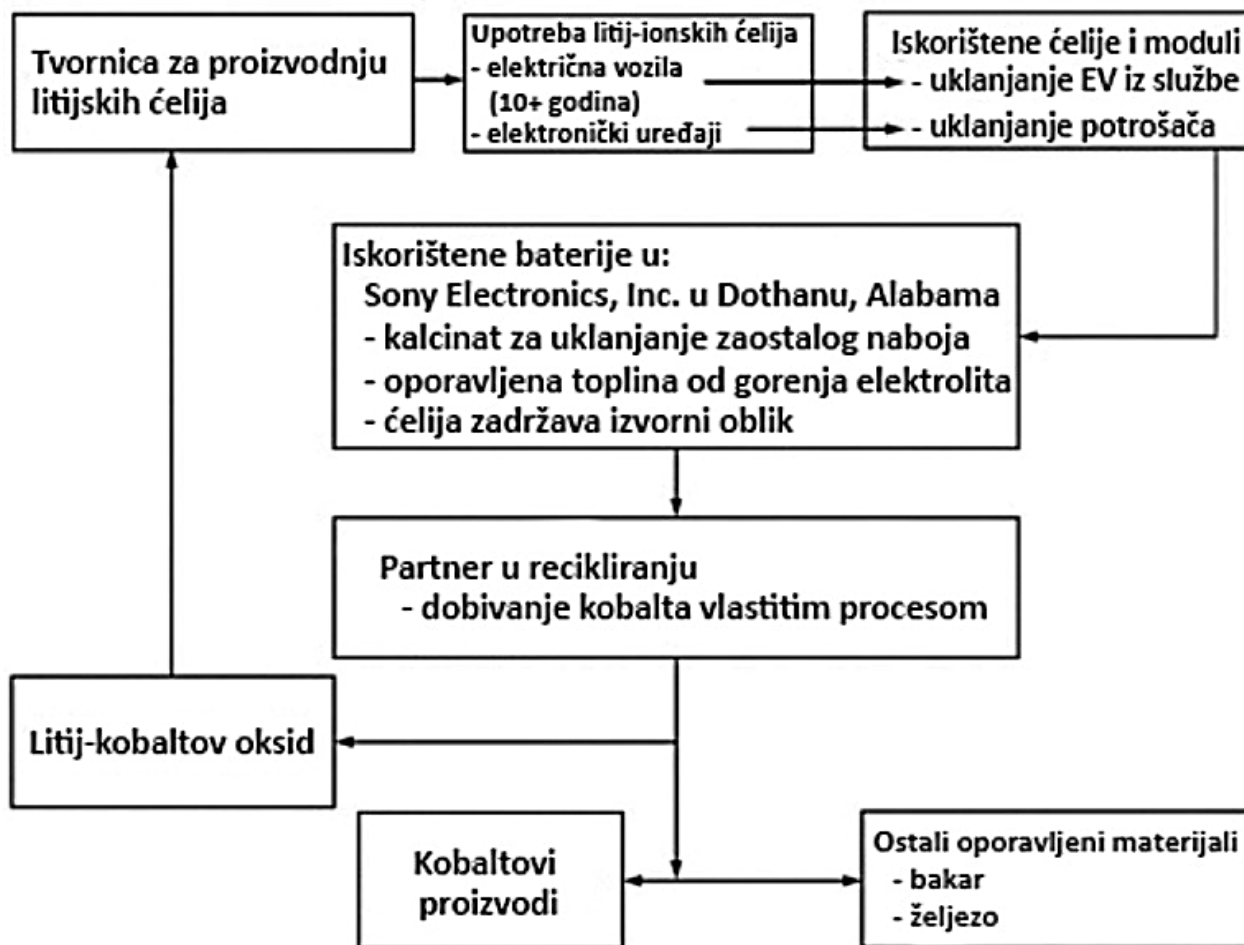 Tvornica za proizvodnju
litijskih ćelija
Upotreba litij-ionskih ćelija
- električna vozila
(10+ godina)
- elektronički uređaji
Iskorištene ćelije i moduli
- uklanjanje EV iz službe
- uklanjanje potrošača
Iskorištene baterije u:
Sony Electronics, Inc. u Dothanu, Alabama
- kalcinat za uklanjanje zaostalog naboja
- oporavljena toplina od gorenja elektrolita
- ćelija zadržava izvorni oblik
Partner u recikliranju
- dobivanje kobalta vlastitim procesom
Litij-kobaltov oksid
Kobaltovi
proizvodi
Ostali oporavljeni materijali
- bakar
- željezo